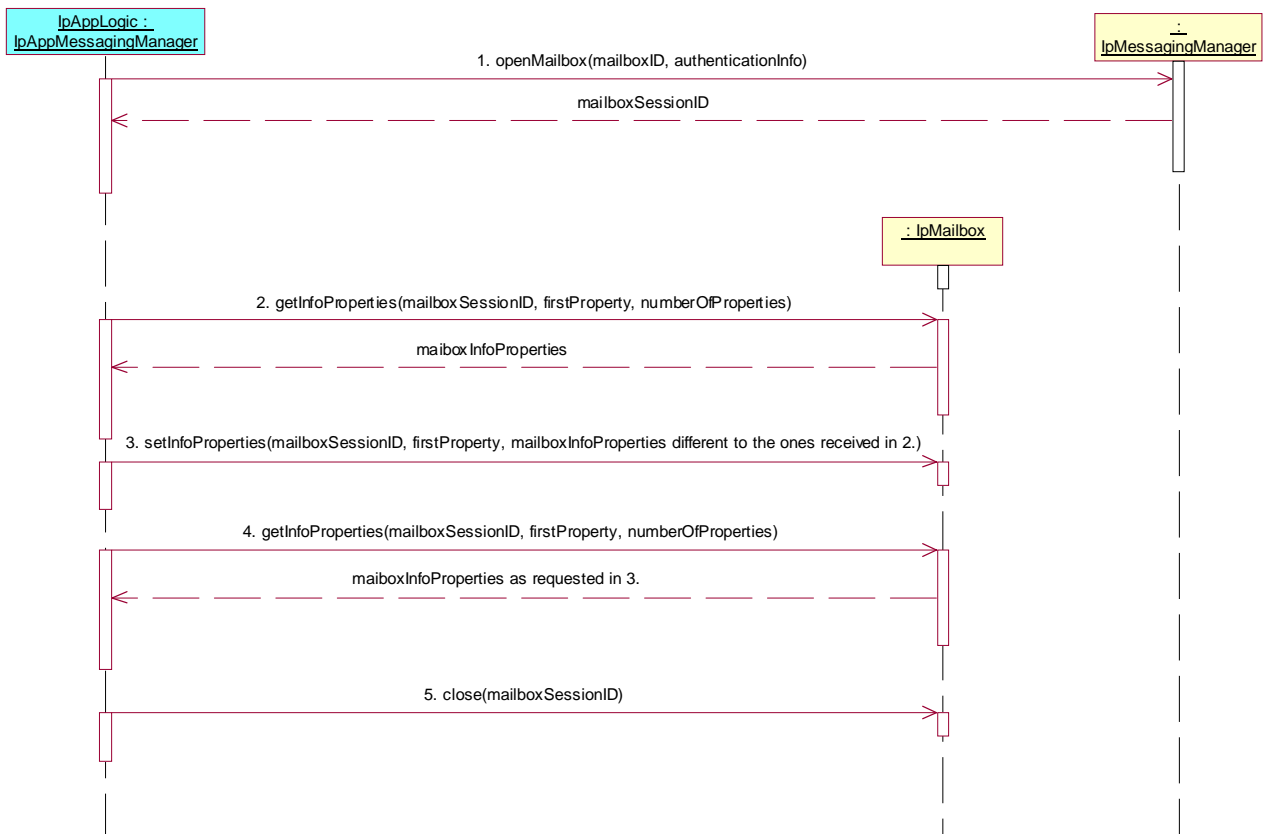 IpAppLogic :
IpAppMessagingManager
:
IpMessagingManager
1. openMailbox(mailboxID, authenticationInfo)
mailboxSessionID
: IpMailbox
2. getInfoProperties(mailboxSessionID, firstProperty, numberOfProperties)
maiboxInfoProperties
3. setInfoProperties(mailboxSessionID, firstProperty, mailboxInfoProperties different to the ones received in 2.)
4. getInfoProperties(mailboxSessionID, firstProperty, numberOfProperties)
maiboxInfoProperties as requested in 3.
5. close(mailboxSessionID)